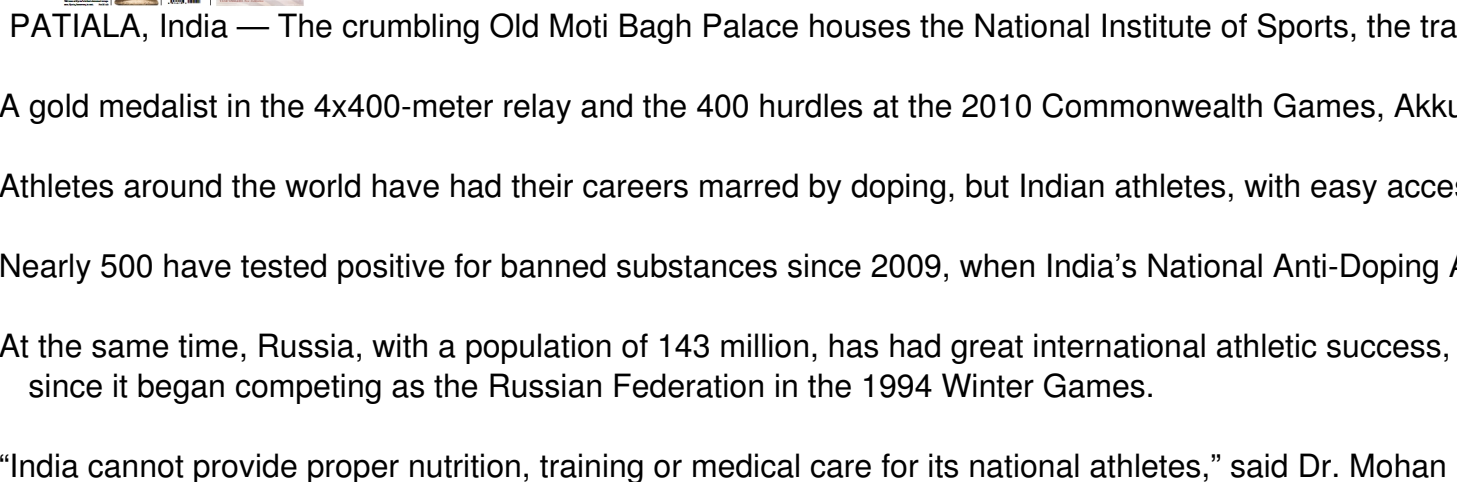 PATIALA, India — The crumbling Old Moti Bagh Palace houses the National Institute of Sports, the
A gold medalist in the 4x400-meter relay and the 400 hurdles at the 2010 Commonwealth Games,
Athletes around the world have had their careers marred by doping, but Indian athletes, with easy
Nearly 500 have tested positive for banned substances since 2009, when India’s National Anti-Doping
At the same time, Russia, with a population of 143 million, has had great international athletic success,
since it began competing as the Russian Federation in the 1994 Winter Games.
“India cannot provide proper nutrition, training or medical care for its national athletes,” said Dr. Mohan